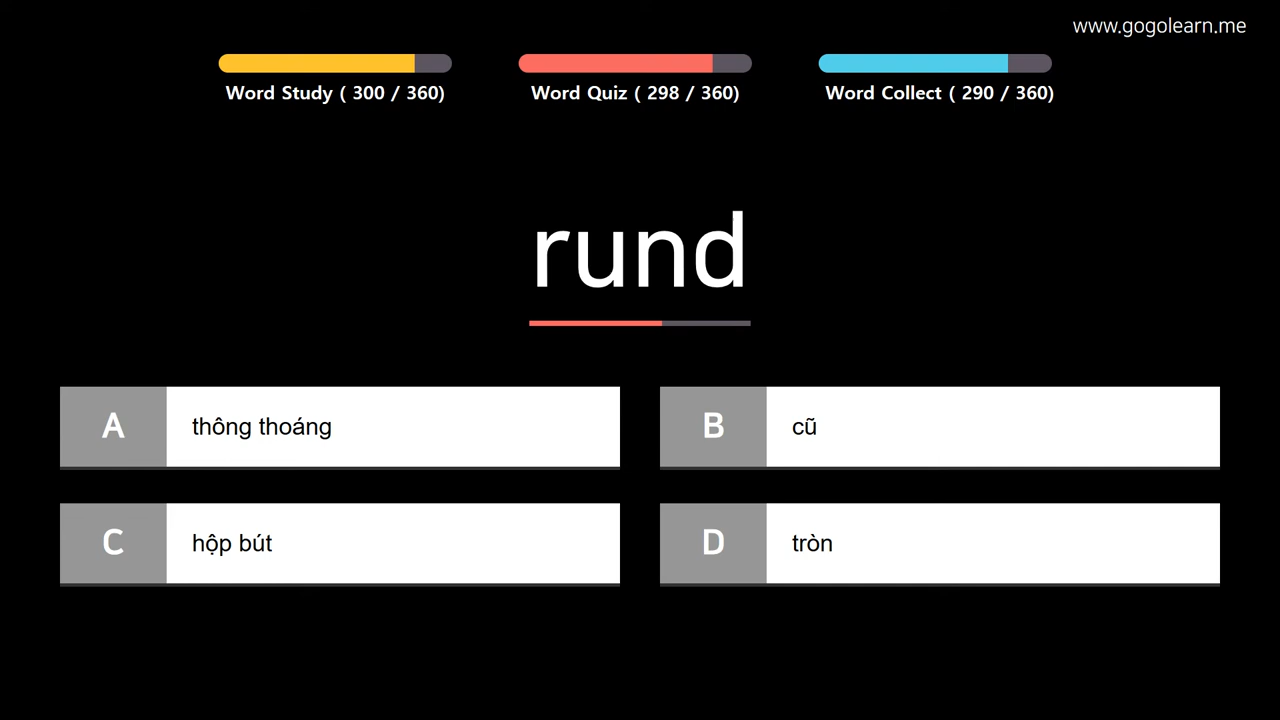 www.gogolearn.me
Word Study ( 300 / 360)
Word Quiz ( 298 / 360)
Word Collect ( 290 / 360)
rund
A thông thoáng
B cũ
C hộp bút
D tròn